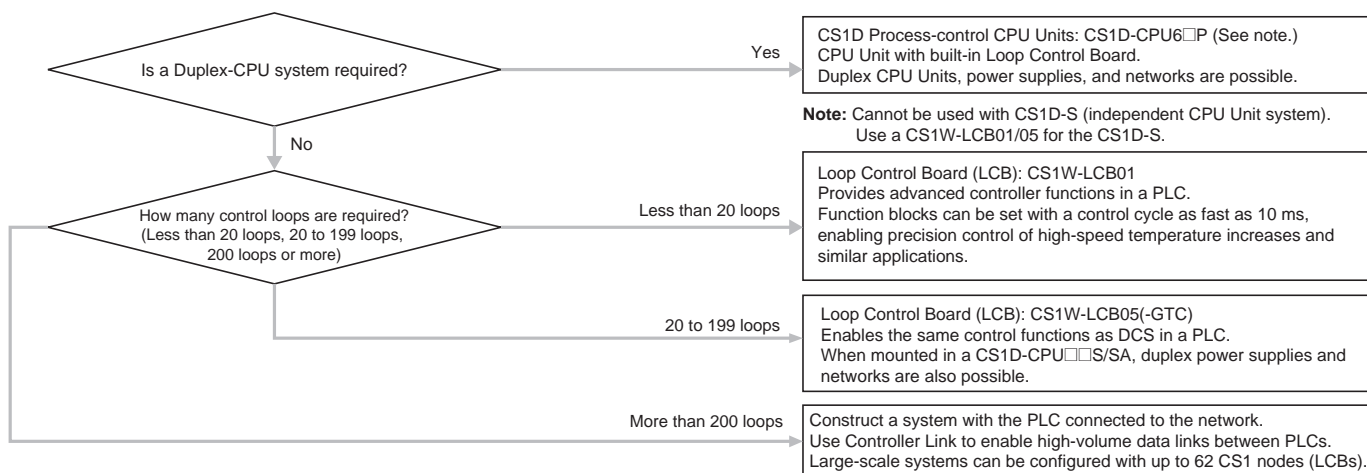 Is a Duplex-CPU system required?
Yes
CS1D Process-control CPU Units: CS1D-CPU6□P (See note.)
CPU Unit with built-in Loop Control Board.
Duplex CPU Units, power supplies, and networks are possible.
Note: Cannot be used with CS1D-S (independent CPU Unit system).
Use a CS1W-LCB01/05 for the CS1D-S.
No
How many control loops are required?
(Less than 20 loops, 20 to 199 loops,
200 loops or more)
Less than 20 loops
Loop Control Board (LCB): CS1W-LCB01
Provides advanced controller functions in a PLC.
Function blocks can be set with a control cycle as fast as 10 ms,
enabling precision control of high-speed temperature increases and
similar applications.
20 to 199 loops
Loop Control Board (LCB): CS1W-LCB05(-GTC)
Enables the same control functions as DCS in a PLC.
When mounted in a CS1D-CPU□□S/SA, duplex power supplies and
networks are also possible.
More than 200 loops
Construct a system with the PLC connected to the network.
Use Controller Link to enable high-volume data links between PLCs.
Large-scale systems can be configured with up to 62 CS1 nodes (LCBs).